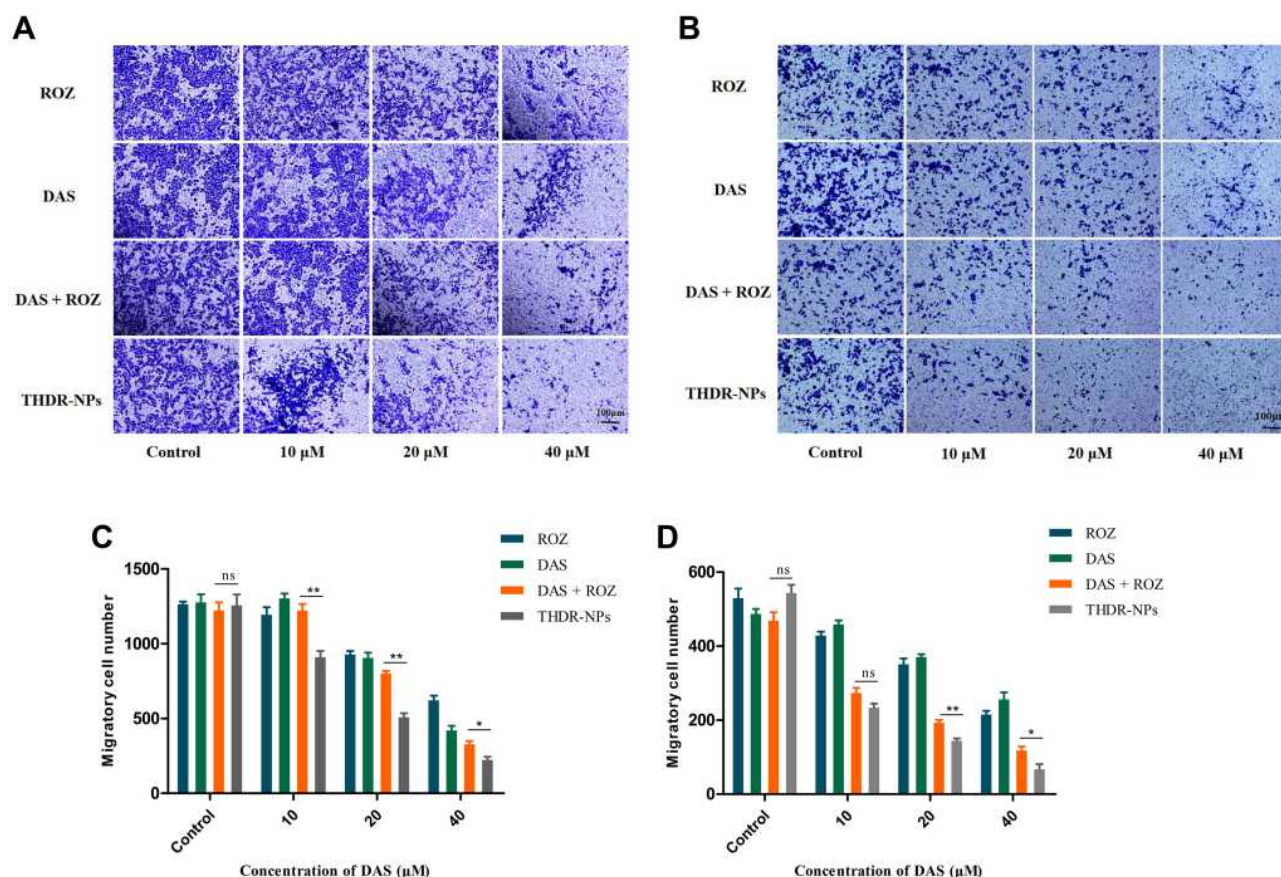 A
B
ROZ
DAS
DAS + ROZ
THDR-NPs
100μm
Control 10 μM 20 μM 40 μM
ROZ
DAS
DAS + ROZ
THDR-NPs
100μm
Control 10 μM 20 μM 40 μM
C
ROZ
DAS
DAS + ROZ
THDR-NPs
Migratory cell number
1500
1000
500
0
ns
**
**
*
Control 10 20 40
Concentration of DAS (μM)
D
ROZ
DAS
DAS + ROZ
THDR-NPs
Migratory cell number
600
400
200
0
ns
ns
**
*
Control 10 20 40
Concentration of DAS (μM)